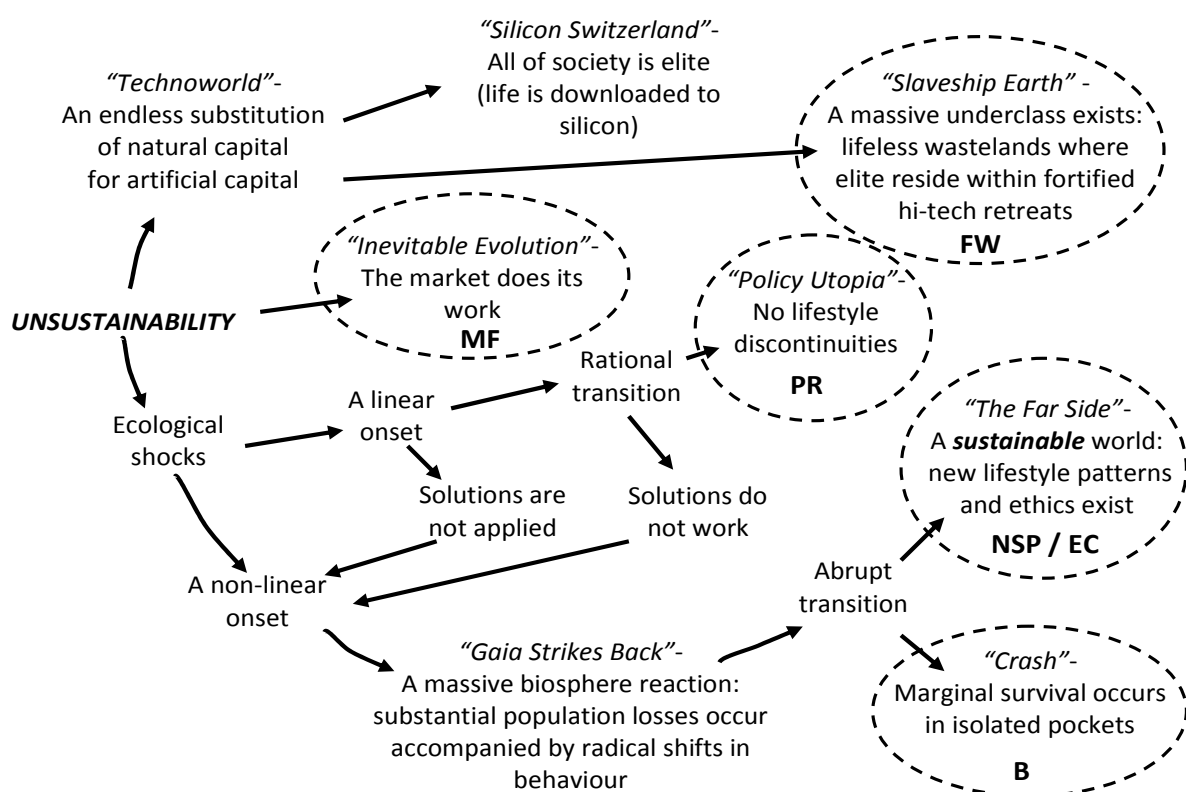 “Silicon Switzerland”-
All of society is elite
(life is downloaded to
silicon)
“Technoworld”-
An endless substitution
of natural capital
for artificial capital
“Slaveship Earth” -
A massive underclass exists:
lifeless wastelands where
elite reside within fortified
hi-tech retreats
FW
“Inevitable Evolution”-
The market does its
work
MF
“Policy Utopia”-
No lifestyle
discontinuities
PR
UNSUSTAINABILITY
Rational
transition
Ecological
shocks
A linear
onset
“The Far Side”-
A sustainable world:
new lifestyle patterns
and ethics exist
NSP / EC
Solutions are
not applied
Solutions do
not work
A non-linear
onset
Abrupt
transition
“Gaia Strikes Back”-
A massive biosphere reaction:
substantial population losses occur
accompanied by radical shifts in
behaviour
“Crash”-
Marginal survival occurs
in isolated pockets
B